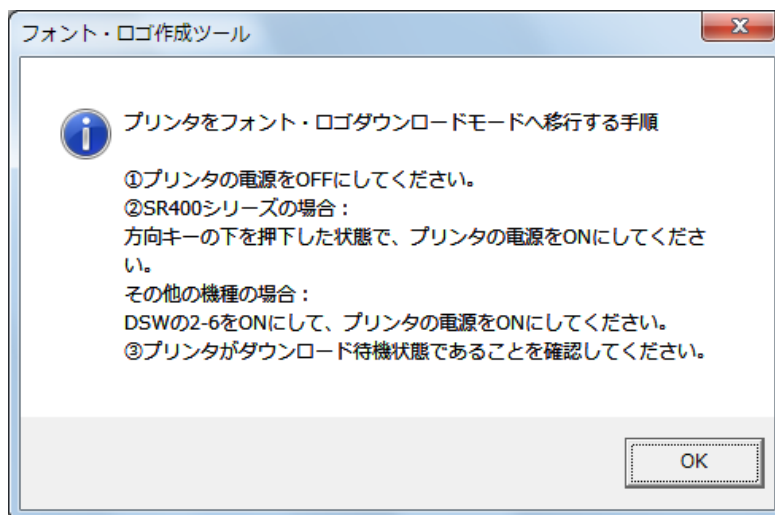 フォント・ロゴ作成ツール
プリンタをフォント・ロゴダウンロードモードへ移行する手順
①プリンタの電源をOFFにしてください。
②SR400シリーズの場合：
方向キーの下を押下した状態で、プリンタの電源をONにしてくださ
い。
その他の機種の場合：
DSWの2-6をONにして、プリンタの電源をONにしてください。
③プリンタがダウンロード待機状態であることを確認してください。
OK